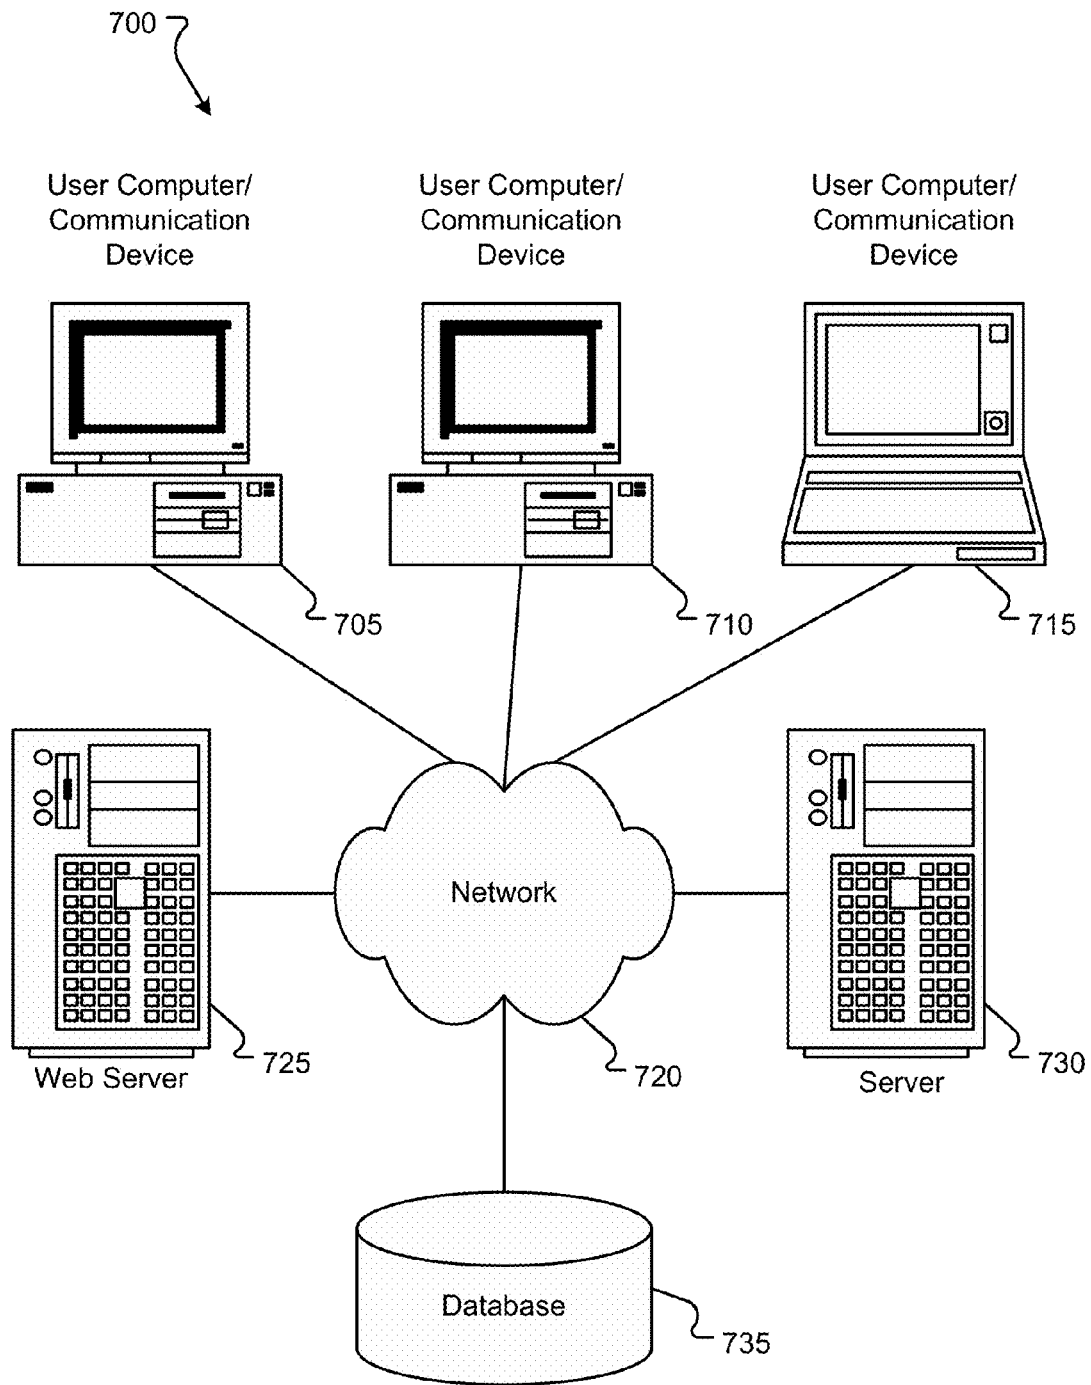 700
User Computer/
Communication
Device
User Computer/
Communication
Device
User Computer/
Communication
Device
705
710
715
Network
725
Web Server
720
730
Server
Database
735